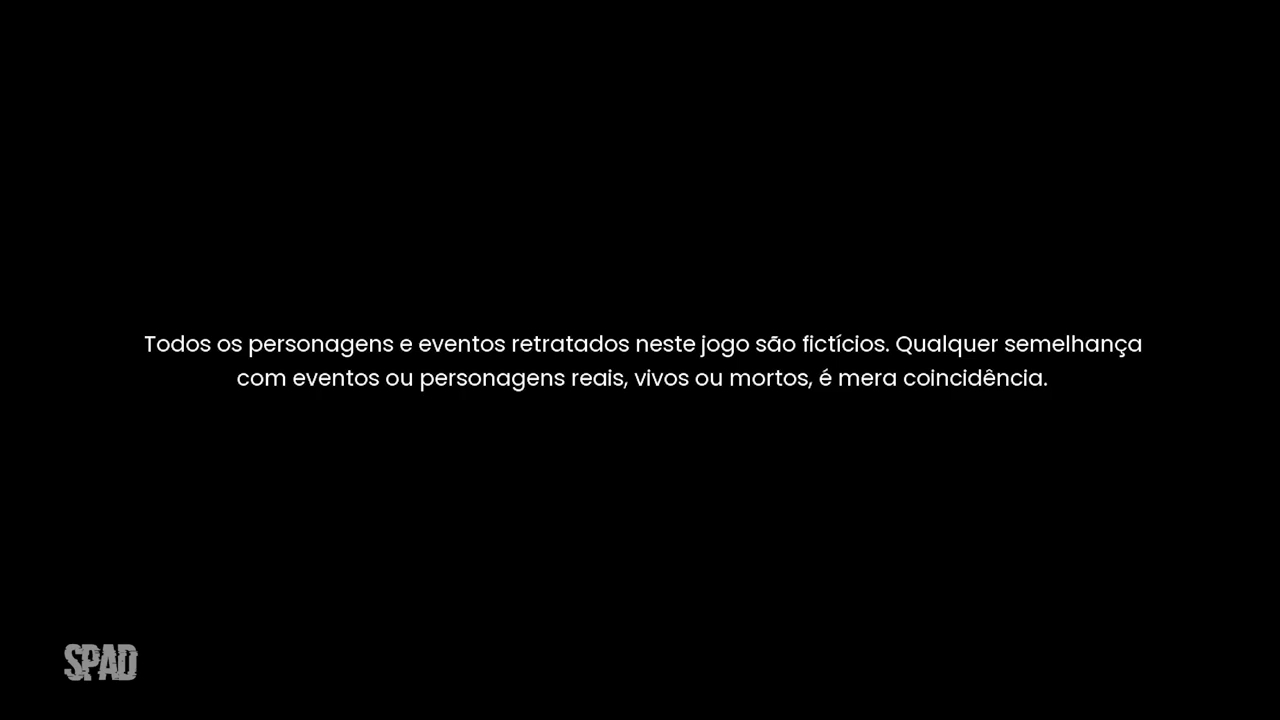 Todos os personagens e eventos retratados neste jogo são fictícios. Qualquer semelhança
com eventos ou personagens reais, vivos ou mortos, é mera coincidência.
SPAD